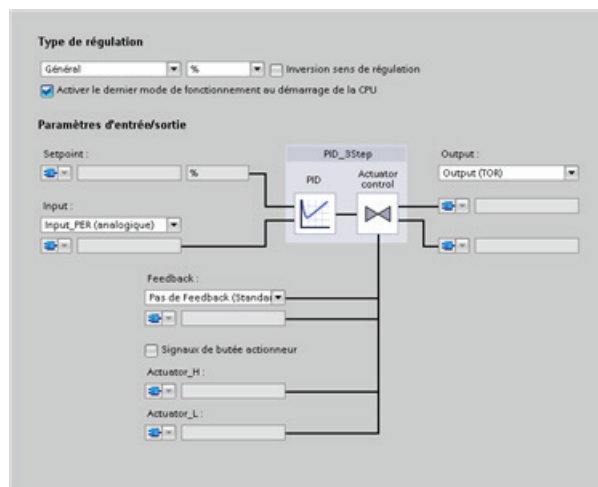 Type de régulation
Général % Inversion sens de régulation
Activer le dernier mode de fonctionnement au démarrage de la CPU
Paramètres d'entrée/sortie
Setpoint :
%
PID_3Step
PID
Actuator
control
Output :
Output (TOR)
Input :
Input_PER (analogique)
Feedback :
Pas de Feedback (Standar
Signaux de butée actionneur
Actuator_H :
Actuator_L :